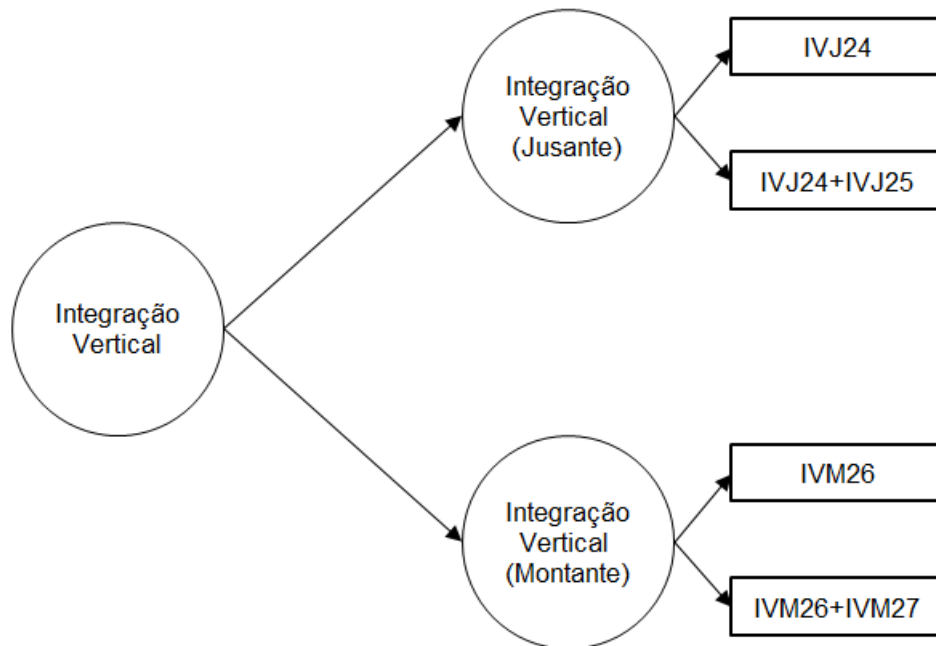 IVJ24
Integração
Vertical
(Jusante)
IVJ24+IVJ25
Integração
Vertical
IVM26
Integração
Vertical
(Montante)
IVM26+IVM27